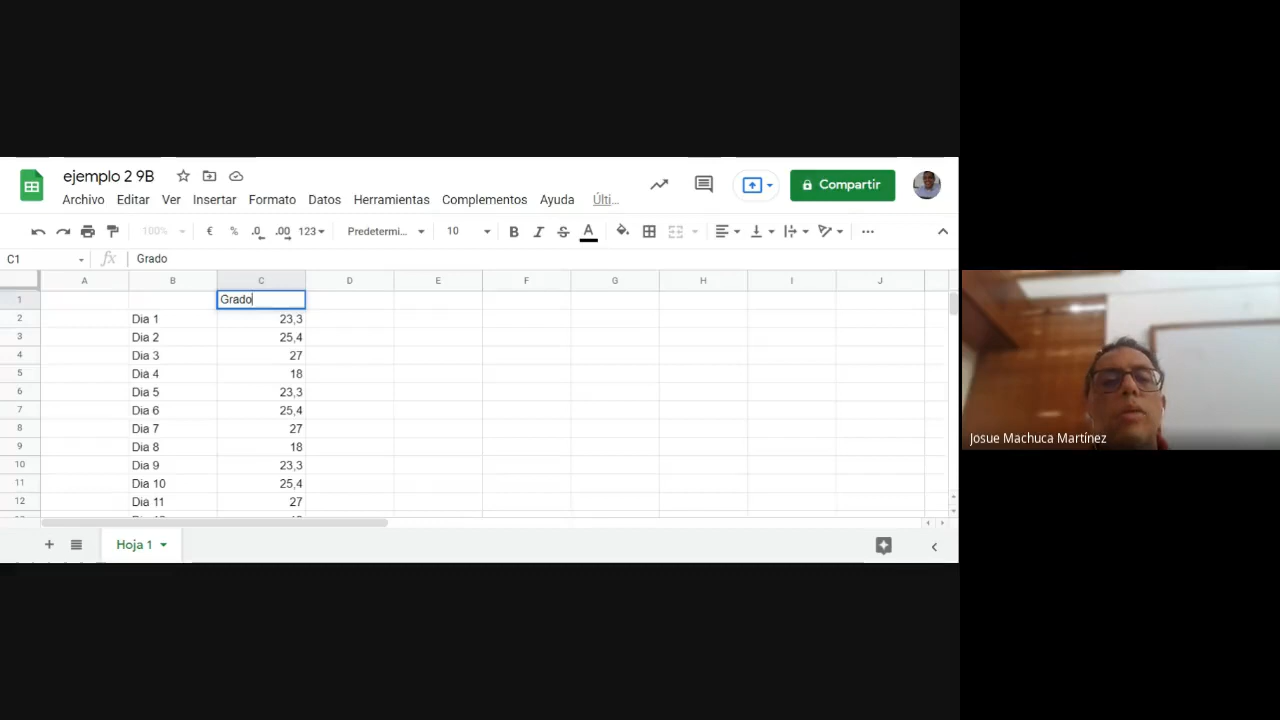 ejemplo 2 9B
Archivo Editar Ver Insertar Formato Datos Herramientas Complementos Ayuda Últi...
Compartir
100% € % .0 .00 123 Predetermi... 10 B I S A
C1 fx Grado
A B C D E F G H I J
1 Grado
2 Dia 1 23,3
3 Dia 2 25,4
4 Dia 3 27
5 Dia 4 18
6 Dia 5 23,3
7 Dia 6 25,4
8 Dia 7 27
9 Dia 8 18
10 Dia 9 23,3
11 Dia 10 25,4
12 Dia 11 27
Hoja 1
Josue Machuca Martínez